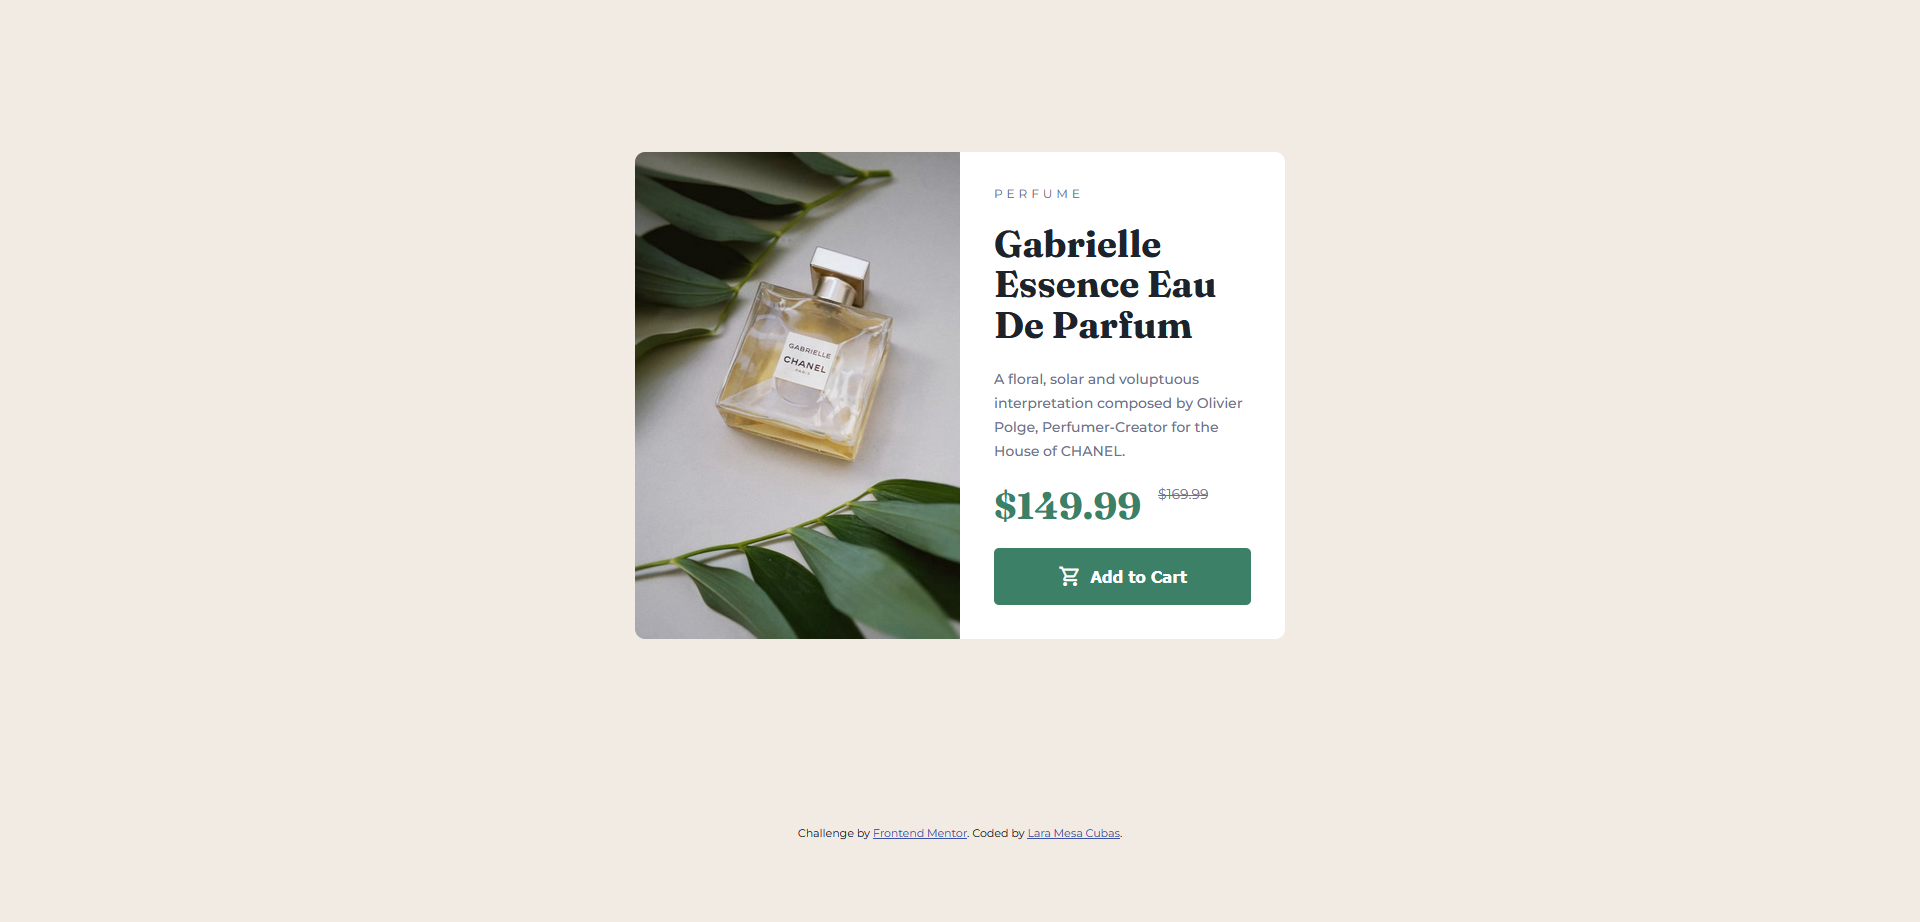 GABRIELLE
CHANEL
PARIS
PERFUME
Gabrielle
Essence Eau
De Parfum
A floral, solar and voluptuous
interpretation composed by Olivier
Polge, Perfumer-Creator for the
House of CHANEL.
$149.99 $169.99
Add to Cart
Challenge by Frontend Mentor. Coded by Lara Mesa Cubas.